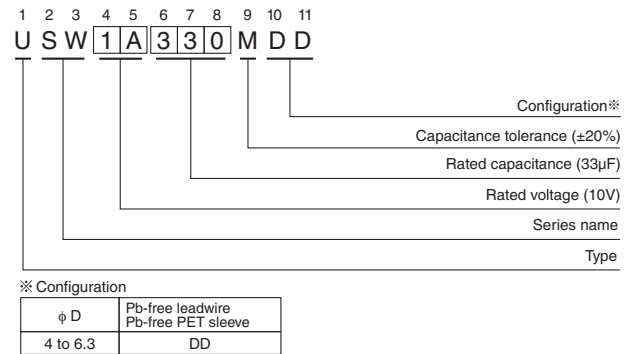 1 2 3 4 5 6 7 8 9 10 11
U S W 1 A 3 3 0 M D D
Configuration※
Capacitance tolerance (±20%)
Rated capacitance (33µF)
Rated voltage (10V)
Series name
Type
※ Configuration
ϕ D
Pb-free leadwire
Pb-free PET sleeve
4 to 6.3
DD